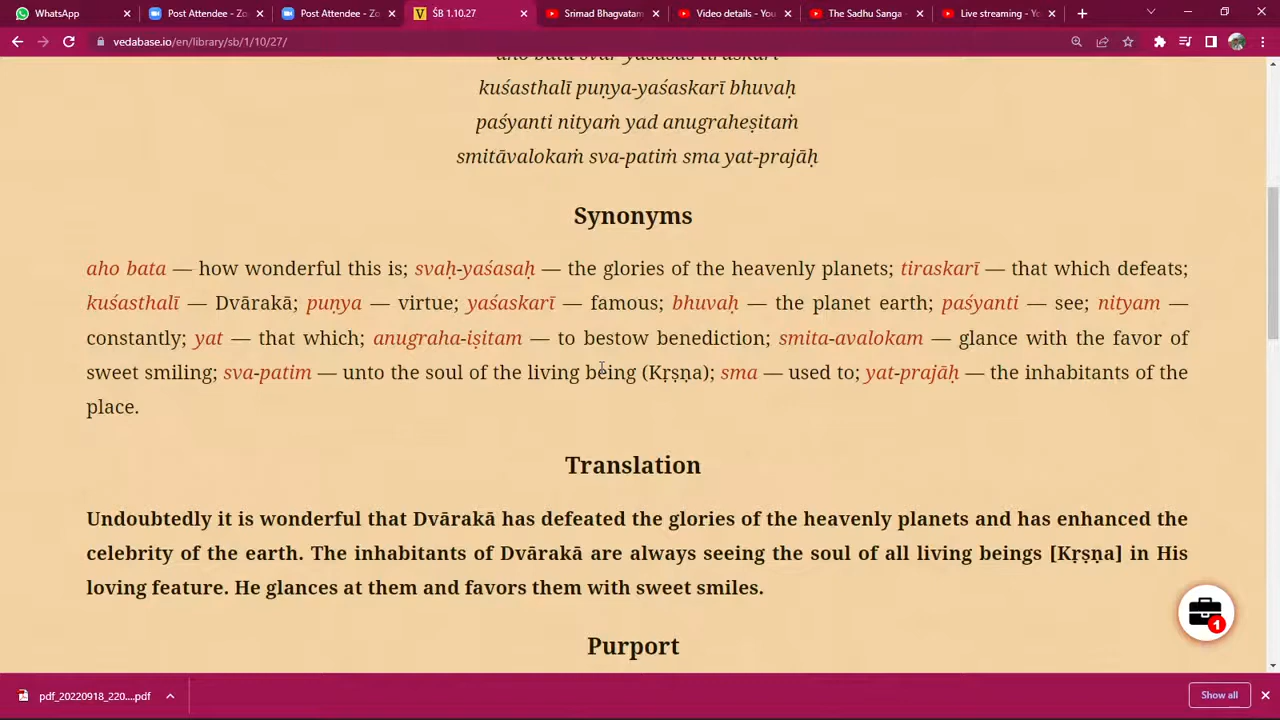 WhatsApp
Post Attendee - Zo
Post Attendee - Zo
ŚB 1.10.27
Srimad Bhagvatam
Video details - You
The Sadhu Sanga -
Live streaming - Yo
vedabase.io/en/library/sb/1/10/27/
aho bata svar-yaśasas tiraskarī
kuśasthalī puṇya-yaśaskarī bhuvaḥ
paśyanti nityaṁ yad anugraheṣitaṁ
smitāvalokaṁ sva-patiṁ sma yat-prajāḥ
Synonyms
aho bata — how wonderful this is; svaḥ-yaśasaḥ — the glories of the heavenly planets; tiraskarī — that which defeats;
kuśasthalī — Dvārakā; puṇya — virtue; yaśaskarī — famous; bhuvaḥ — the planet earth; paśyanti — see; nityam —
constantly; yat — that which; anugraha-iṣitam — to bestow benediction; smita-avalokam — glance with the favor of
sweet smiling; sva-patim — unto the soul of the living being (Kṛṣṇa); sma — used to; yat-prajāḥ — the inhabitants of the
place.
Translation
Undoubtedly it is wonderful that Dvārakā has defeated the glories of the heavenly planets and has enhanced the
celebrity of the earth. The inhabitants of Dvārakā are always seeing the soul of all living beings [Kṛṣṇa] in His
loving feature. He glances at them and favors them with sweet smiles.
1
Purport
pdf_20220918_220....pdf
Show all